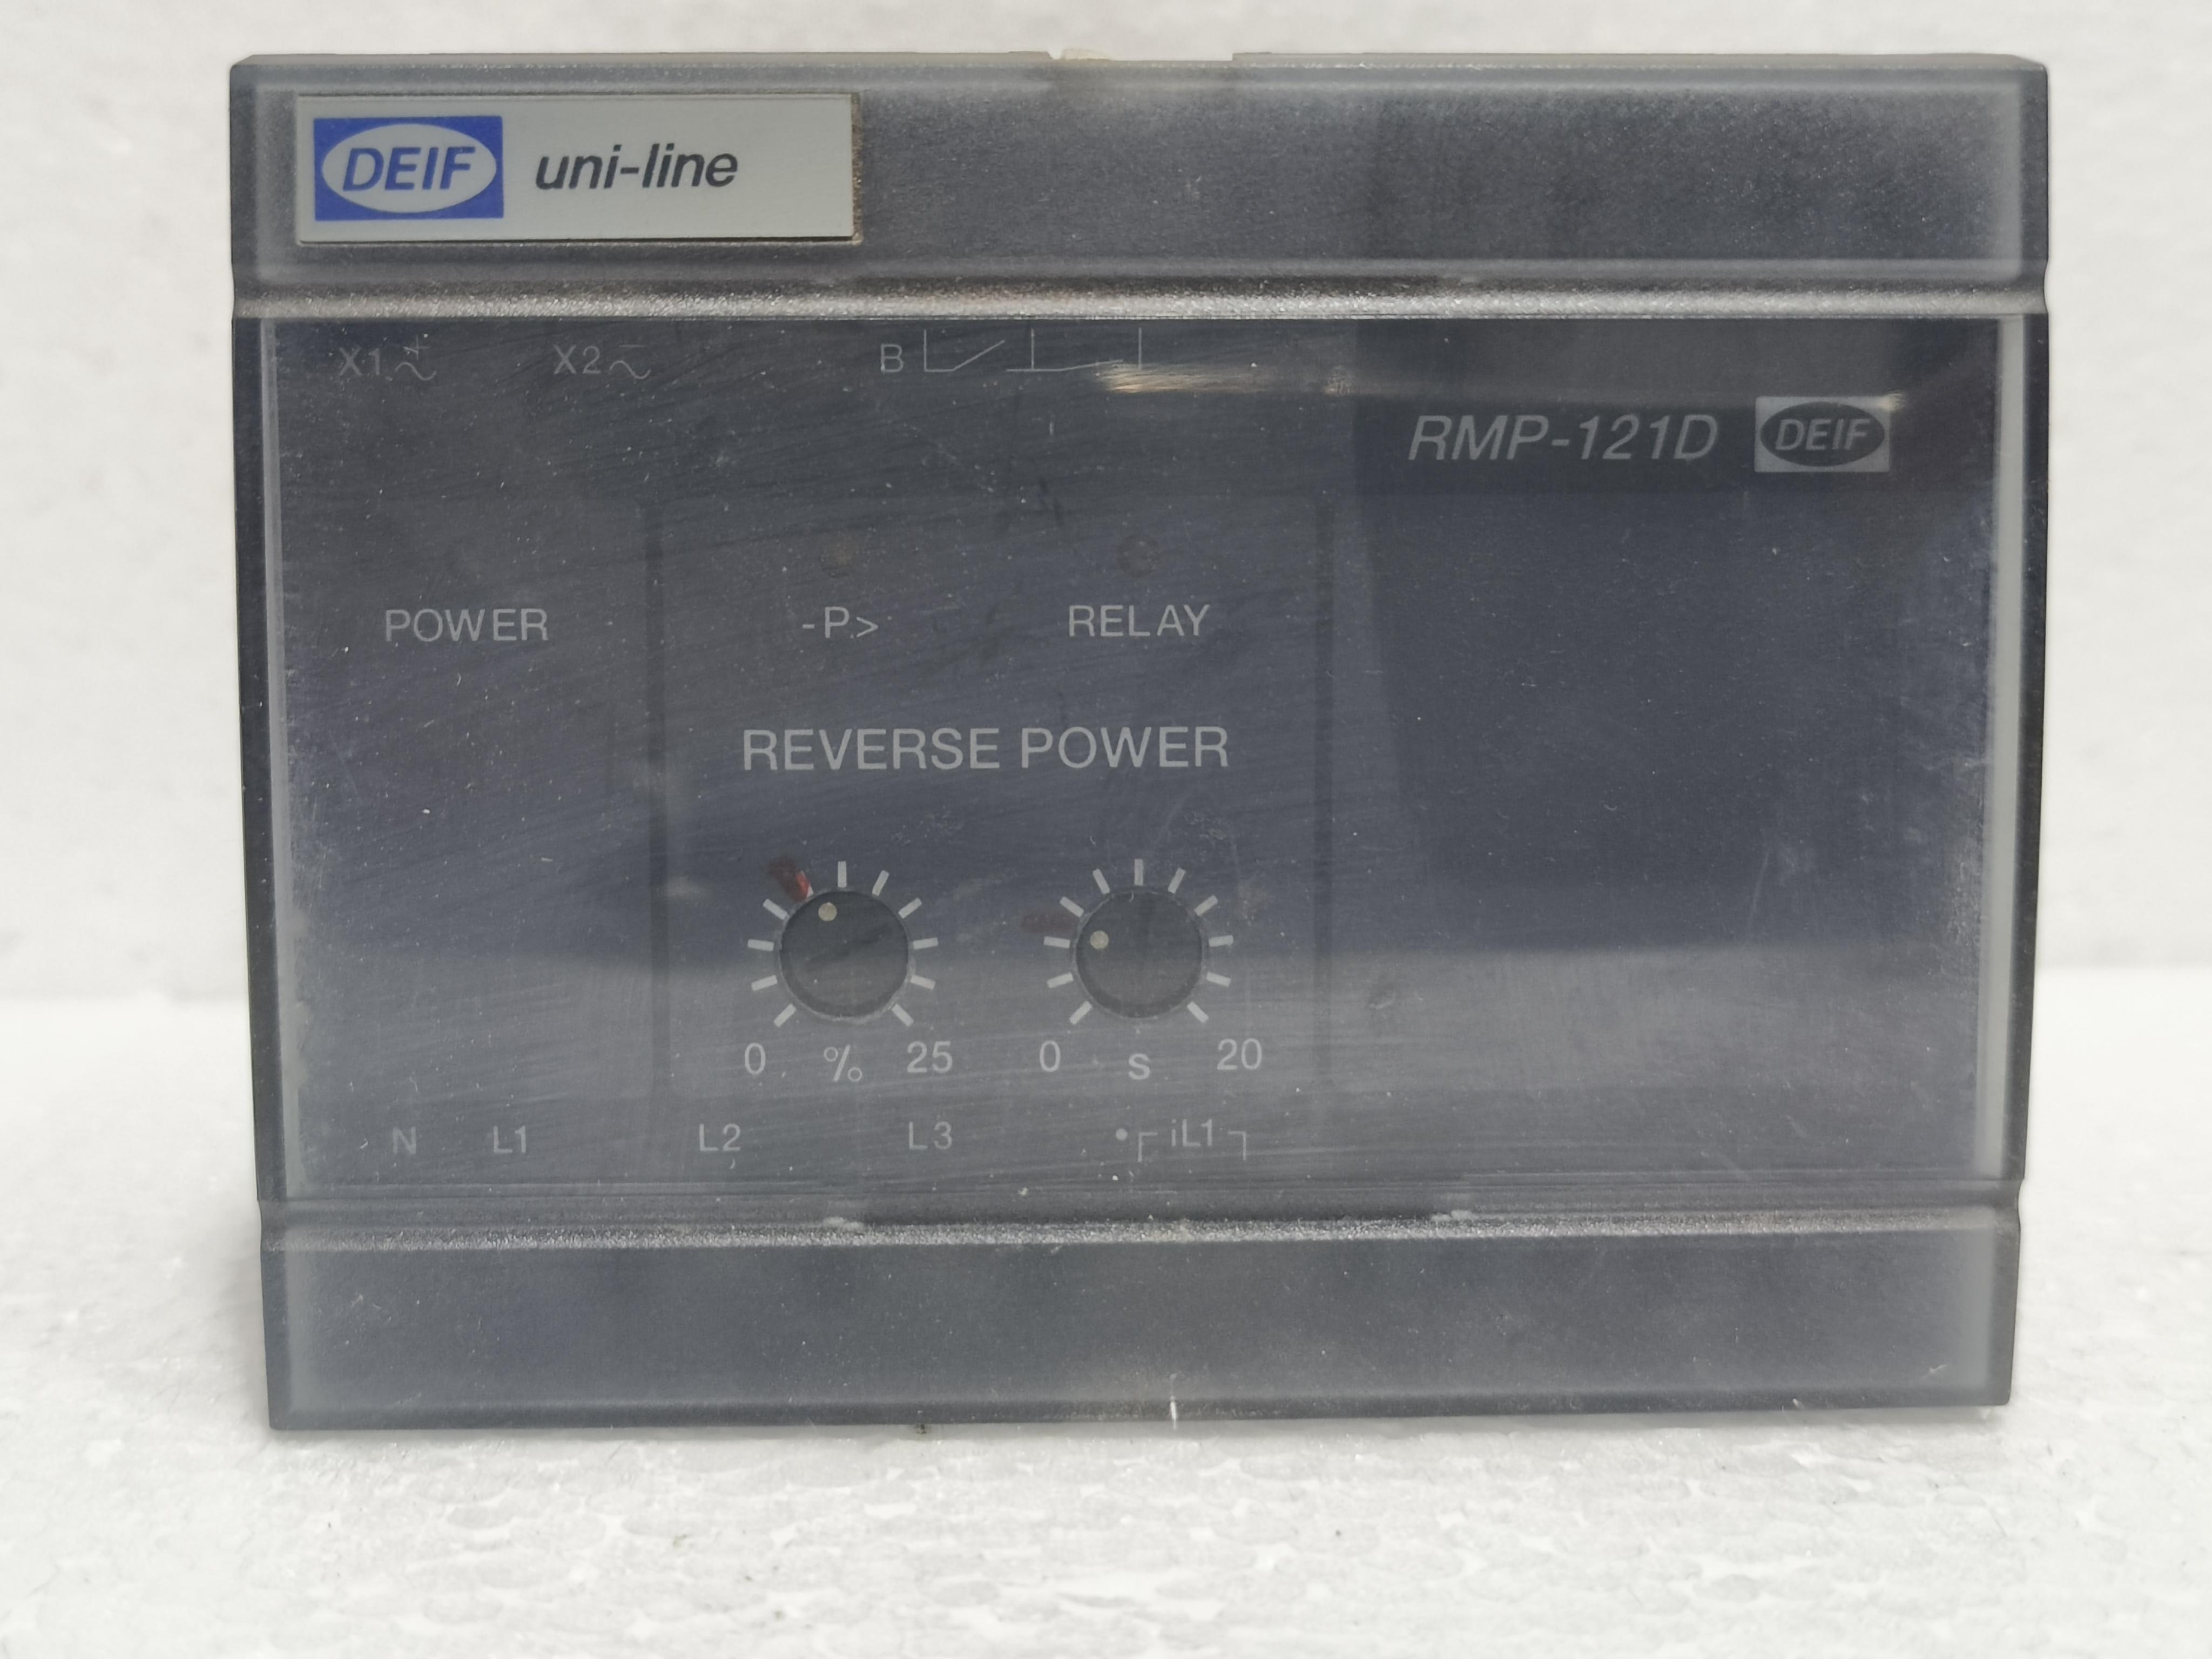 DEIF uni-line
X1 X2 B
RMP-121D DEIF
POWER -P> RELAY
REVERSE POWER
0 % 25 0 s 20
N L1 L2 L3 •iL1